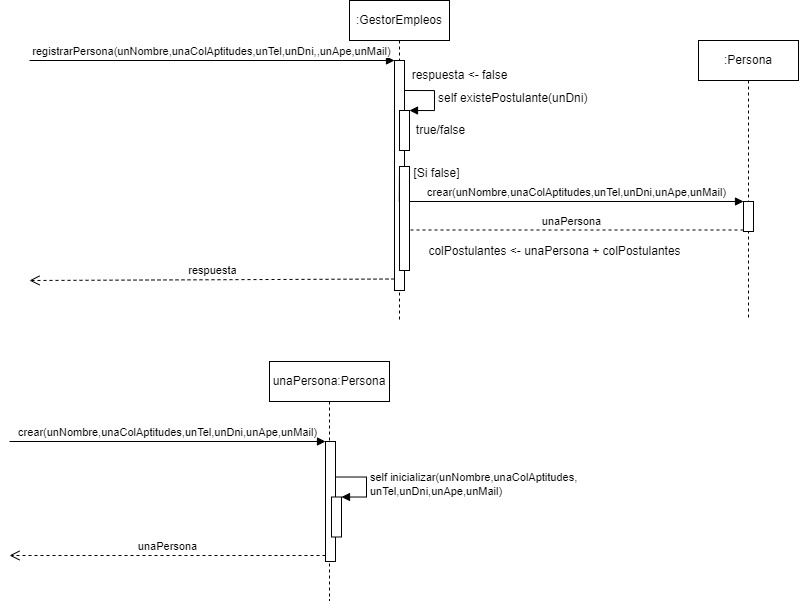 :GestorEmpleos
registrarPersona(unNombre,unaColAptitudes,unTel,unDni,,unApe,unMail)
:Persona
respuesta <- false
self existePostulante(unDni)
true/false
[Si false]
crear(unNombre,unaColAptitudes,unTel,unDni,unApe,unMail)
unaPersona
colPostulantes <- unaPersona + colPostulantes
respuesta
unaPersona:Persona
crear(unNombre,unaColAptitudes,unTel,unDni,unApe,unMail)
self inicializar(unNombre,unaColAptitudes,
unTel,unDni,unApe,unMail)
unaPersona